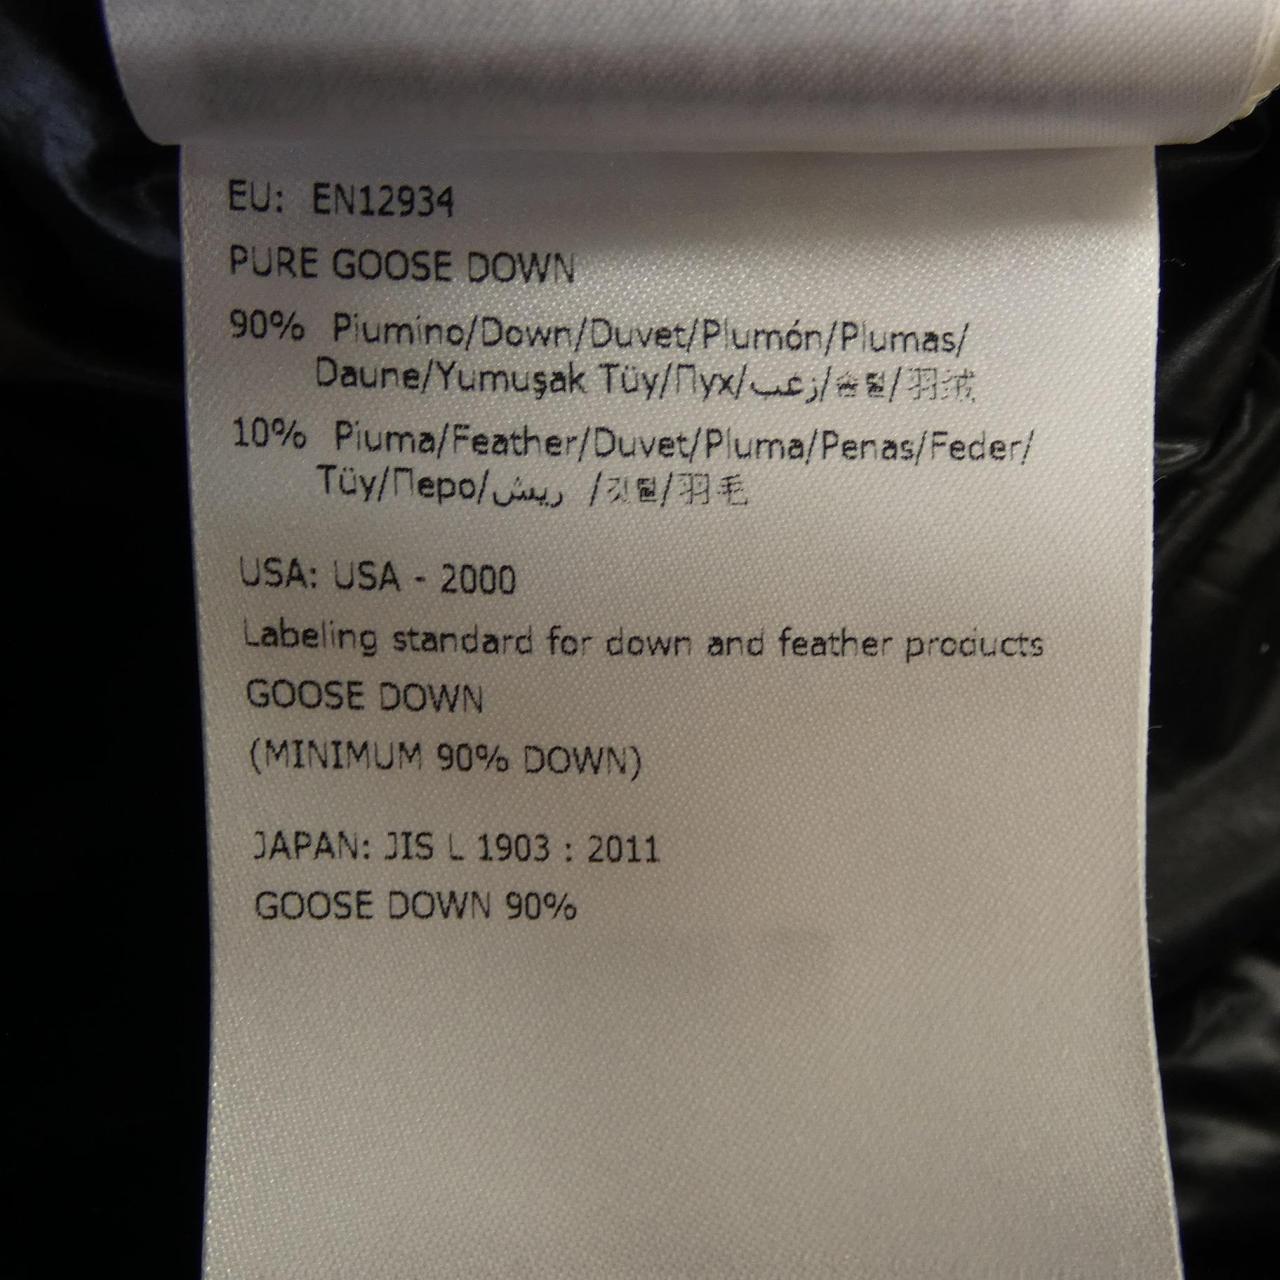 EU: EN12934
PURE GOOSE DOWN
90% Piumino/Down/Duvet/Plumón/Plumas/
Daune/Yumuşak Tüy/Пух/زغب/솜털/羽绒
10% Piuma/Feather/Duvet/Pluma/Penas/Feder/
Tüy/Перо/ريش /깃털/羽毛
USA: USA - 2000
Labeling standard for down and feather products
GOOSE DOWN
(MINIMUM 90% DOWN)
JAPAN: JIS L 1903 : 2011
GOOSE DOWN 90%